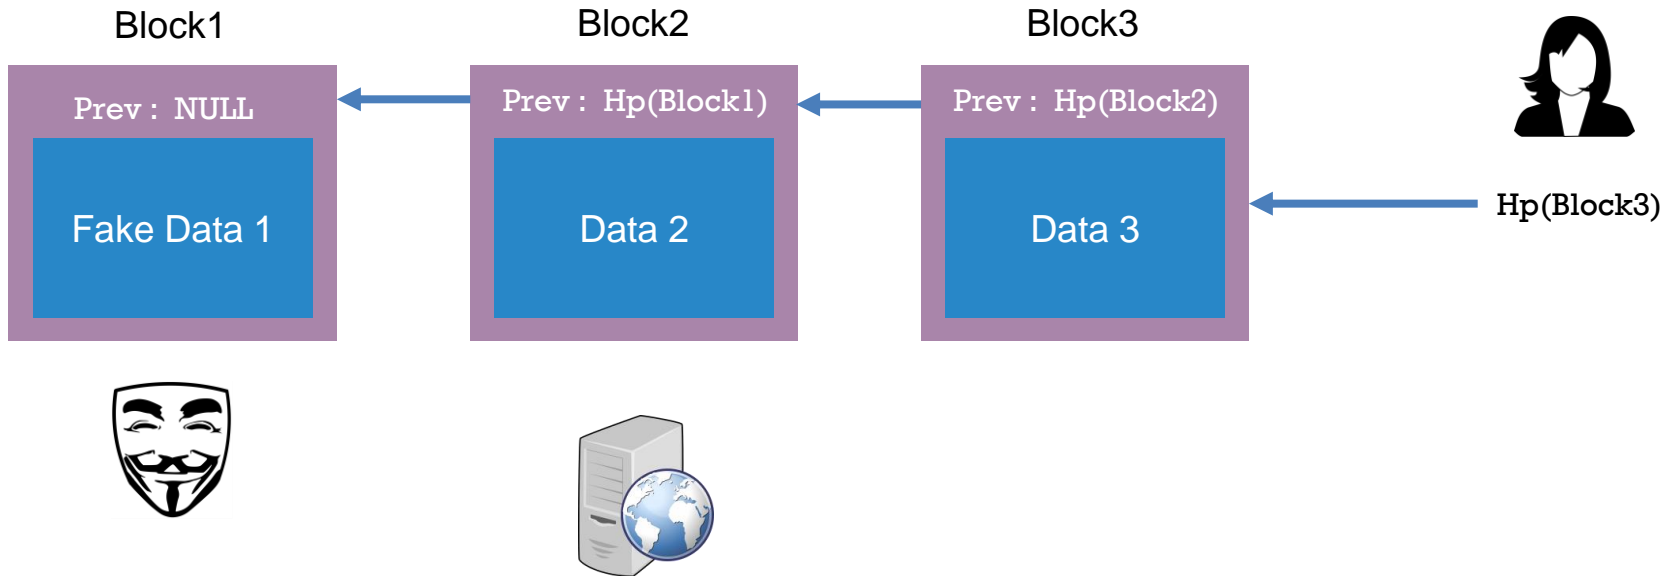 Block1
Block2
Block3
Prev : NULL
Prev : Hp(Block1)
Prev : Hp(Block2)
Fake Data 1
Data 2
Data 3
Hp(Block3)